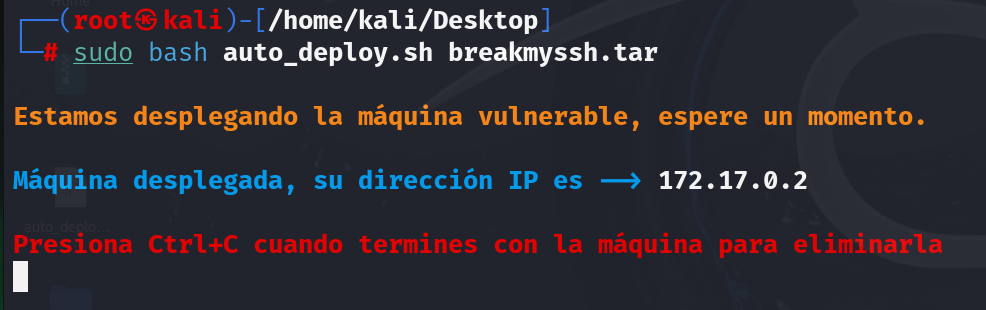 ┌──(root㉿kali)-[/home/kali/Desktop]
└─# sudo bash auto_deploy.sh breakmyssh.tar
Estamos desplegando la máquina vulnerable, espere un momento.
Máquina desplegada, su dirección IP es --> 172.17.0.2
auto_deplo...
Presiona Ctrl+C cuando termines con la máquina para eliminarla